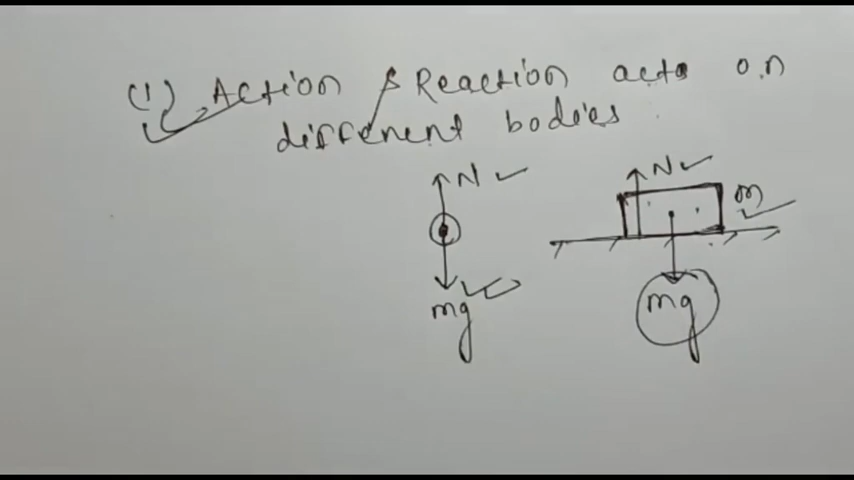 (1) Action & Reaction acts on
different bodies
N N
m
mg mg